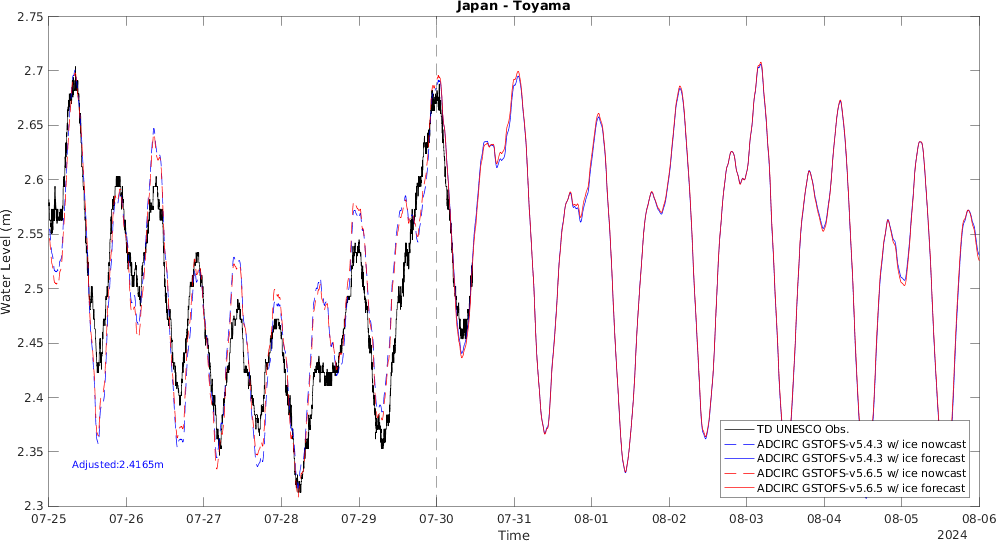 Japan - Toyama
2.75
2.7
2.65
2.6
2.55
2.5
2.45
2.4
2.35
2.3
Water Level (m)
Adjusted:2.4165m
TD UNESCO Obs.
ADCIRC GSTOFS-v5.4.3 w/ ice nowcast
ADCIRC GSTOFS-v5.4.3 w/ ice forecast
ADCIRC GSTOFS-v5.6.5 w/ ice nowcast
ADCIRC GSTOFS-v5.6.5 w/ ice forecast
07-25 07-26 07-27 07-28 07-29 07-30 07-31 08-01 08-02 08-03 08-04 08-05 08-06
Time
2024